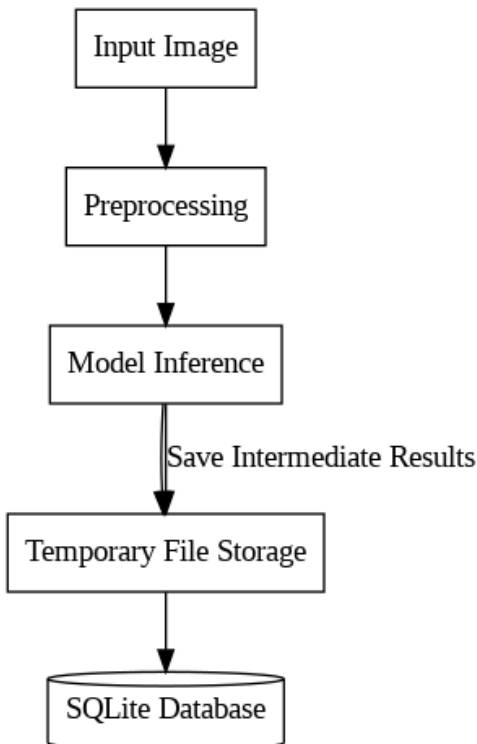 Input Image
Preprocessing
Model Inference
Save Intermediate Results
Temporary File Storage
SQLite Database